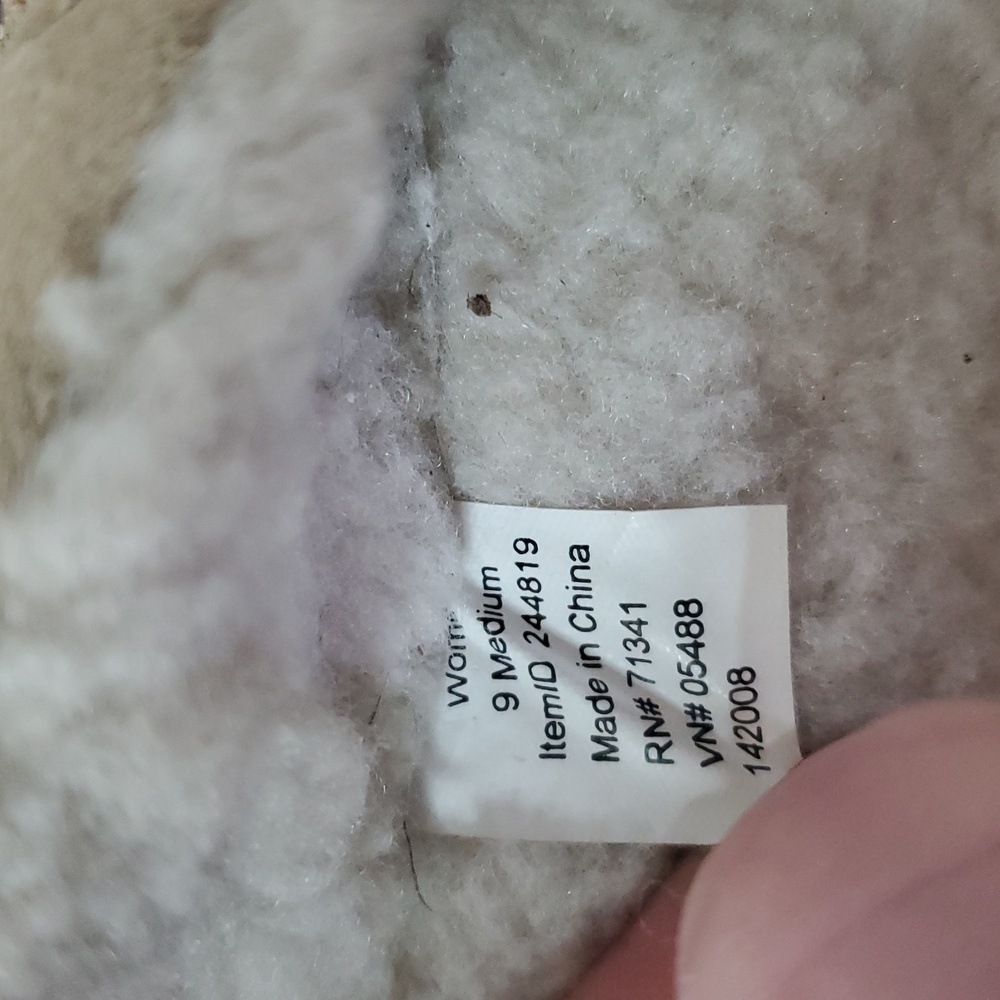 9 Medium
ItemID 244819
Made in China
RN# 71341
VN# 05488
142008